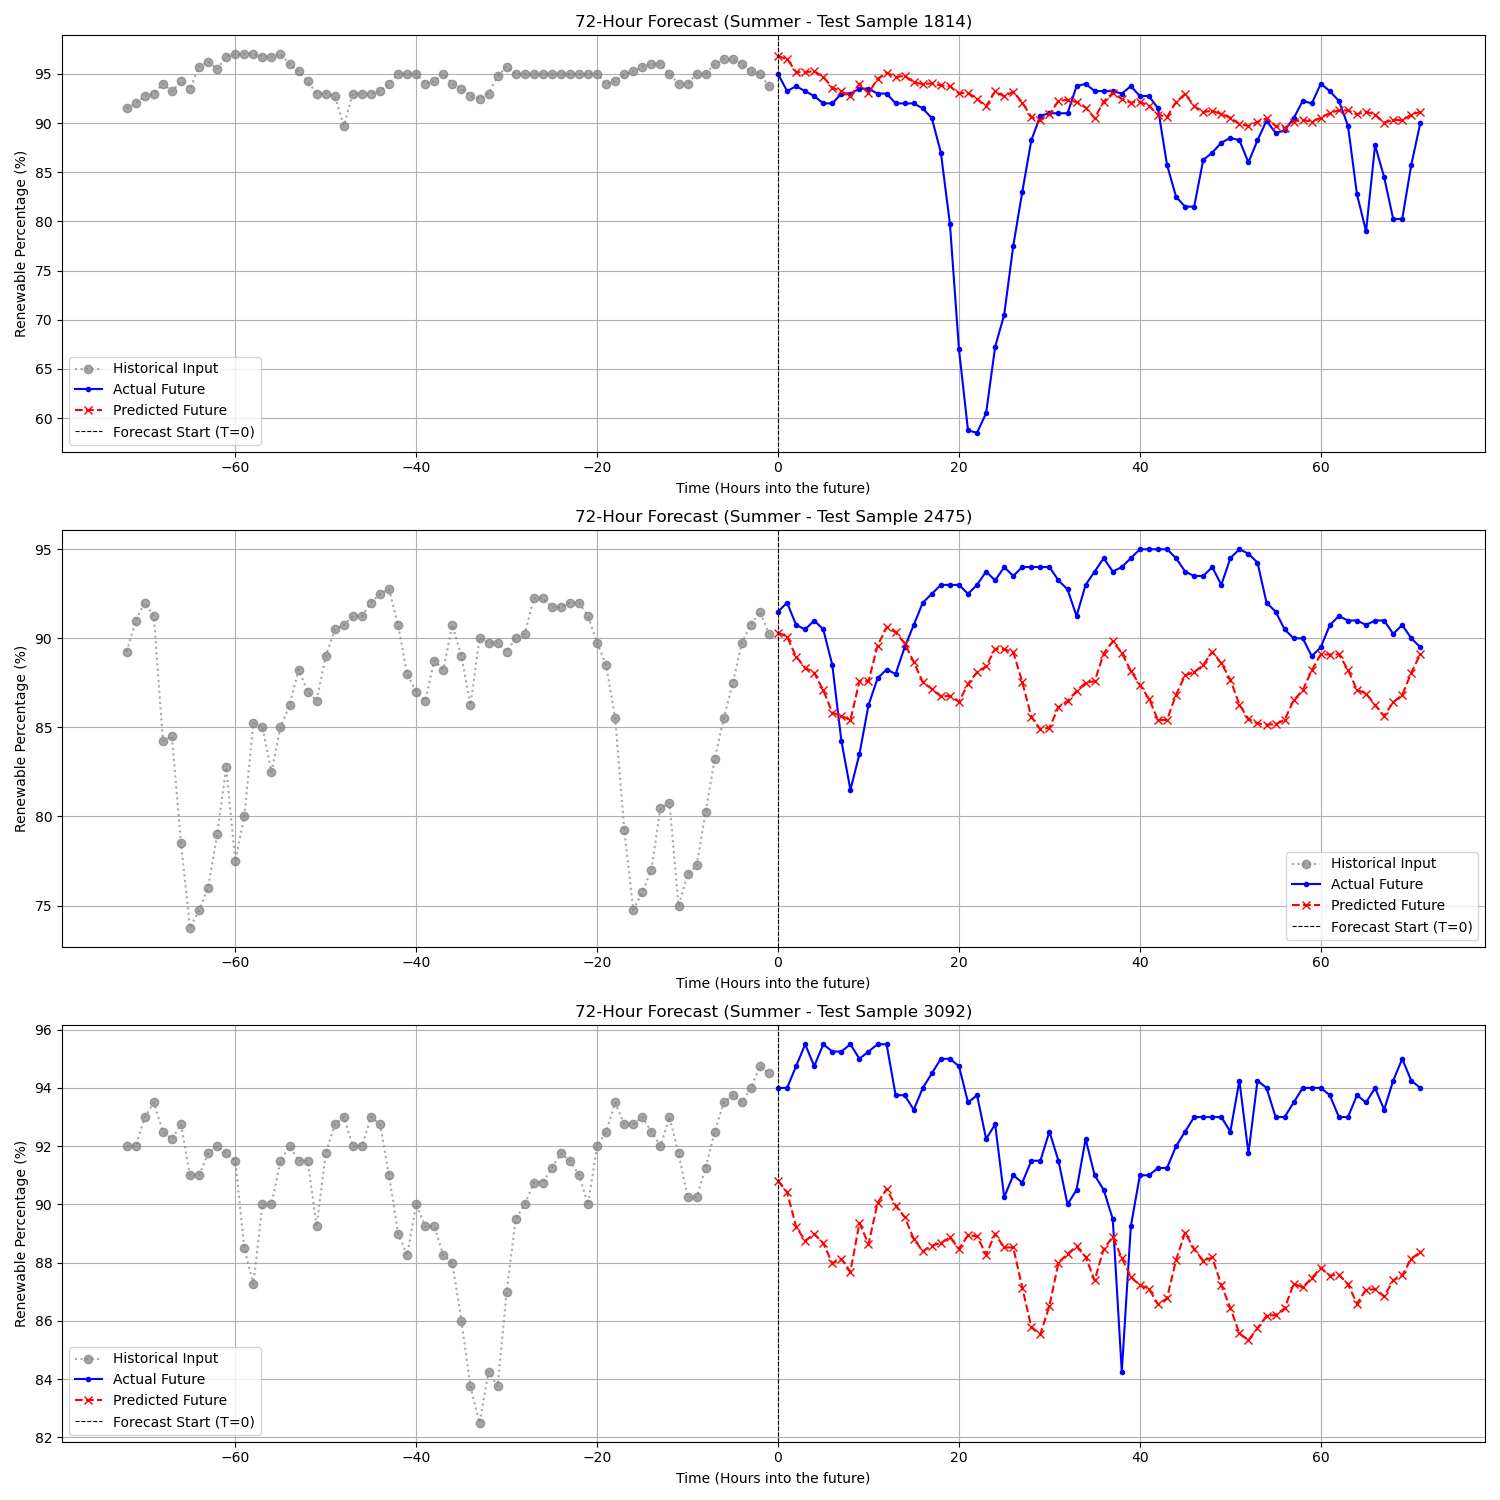 72-Hour Forecast (Summer - Test Sample 1814)
Renewable Percentage (%)
95
90
85
80
75
70
65
60
Historical Input
Actual Future
Predicted Future
Forecast Start (T=0)
−60 −40 −20 0 20 40 60
Time (Hours into the future)
72-Hour Forecast (Summer - Test Sample 2475)
Renewable Percentage (%)
95
90
85
80
75
Historical Input
Actual Future
Predicted Future
Forecast Start (T=0)
−60 −40 −20 0 20 40 60
Time (Hours into the future)
72-Hour Forecast (Summer - Test Sample 3092)
Renewable Percentage (%)
96
94
92
90
88
86
84
82
Historical Input
Actual Future
Predicted Future
Forecast Start (T=0)
−60 −40 −20 0 20 40 60
Time (Hours into the future)